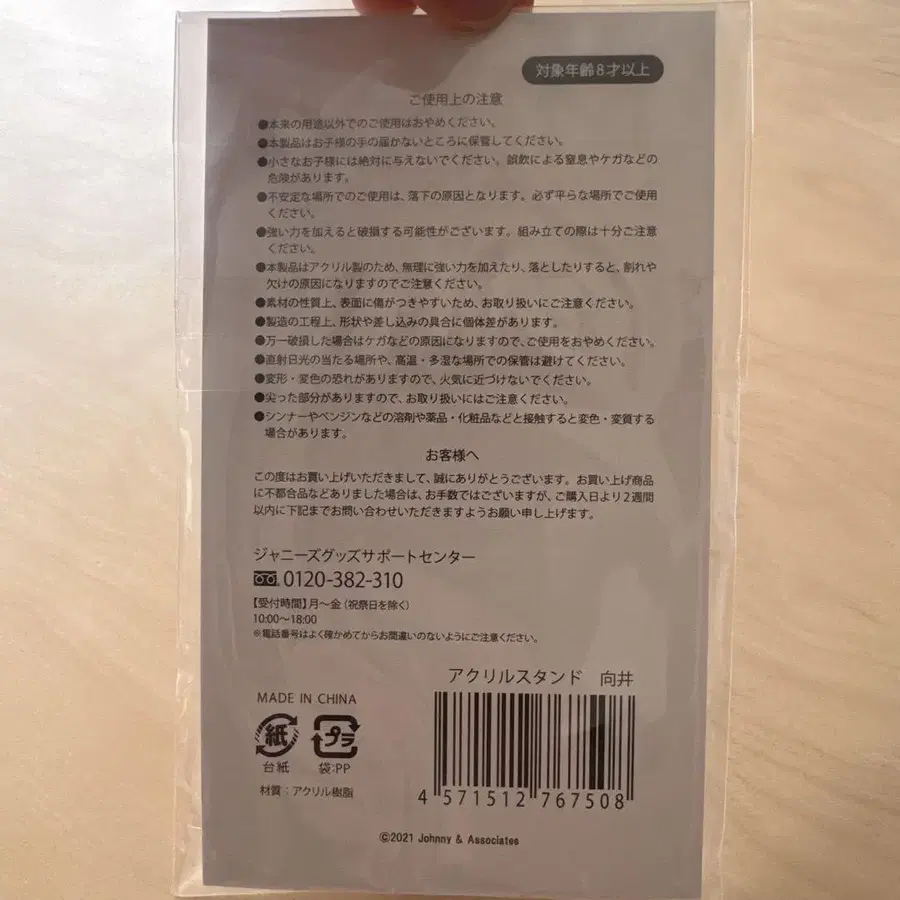 対象年齢8才以上
ご使用上の注意
●本来の用途以外でのご使用はおやめください。
●本製品はお子様の手の届かないところに保管してください。
●小さなお子様には絶対に与えないでください。誤飲による窒息やケガなどの
危険があります。
●不安定な場所でのご使用は、落下の原因となります。必ず平らな場所でご使用
ください。
●強い力を加えると破損する可能性がございます。組み立ての際は十分ご注意
ください。
●本製品はアクリル製のため、無理に強い力を加えたり、落としたりすると、割れや
欠けの原因になりますのでご注意ください。
●素材の性質上、表面に傷がつきやすいため、お取り扱いにご注意ください。
●製造の工程上、形状や差し込みの具合に個体差があります。
●万一破損した場合はケガなどの原因になりますので、ご使用をおやめください。
●直射日光の当たる場所や、高温・多湿な場所での保管は避けてください。
●変形・変色の恐れがありますので、火気に近づけないでください。
●尖った部分がありますので、お取り扱いにはご注意ください。
●シンナーやベンジンなどの溶剤や薬品・化粧品などと接触すると変色・変質する
場合があります。
お客様へ
この度はお買い上げいただきまして、誠にありがとうございます。お買い上げ商品
に不都合品などありました場合は、お手数ではございますが、ご購入日より2週間
以内に下記までお問い合わせいただきますようお願い申し上げます。
ジャニーズグッズサポートセンター
0120-382-310
【受付時間】月〜金（祝祭日を除く）
10:00〜18:00
※電話番号はよく確かめてからお間違いのないようにご注意ください。
アクリルスタンド 向井
MADE IN CHINA
紙 プラ
台紙 袋:PP
材質：アクリル樹脂
4 571512 767508
©2021 Johnny & Associates